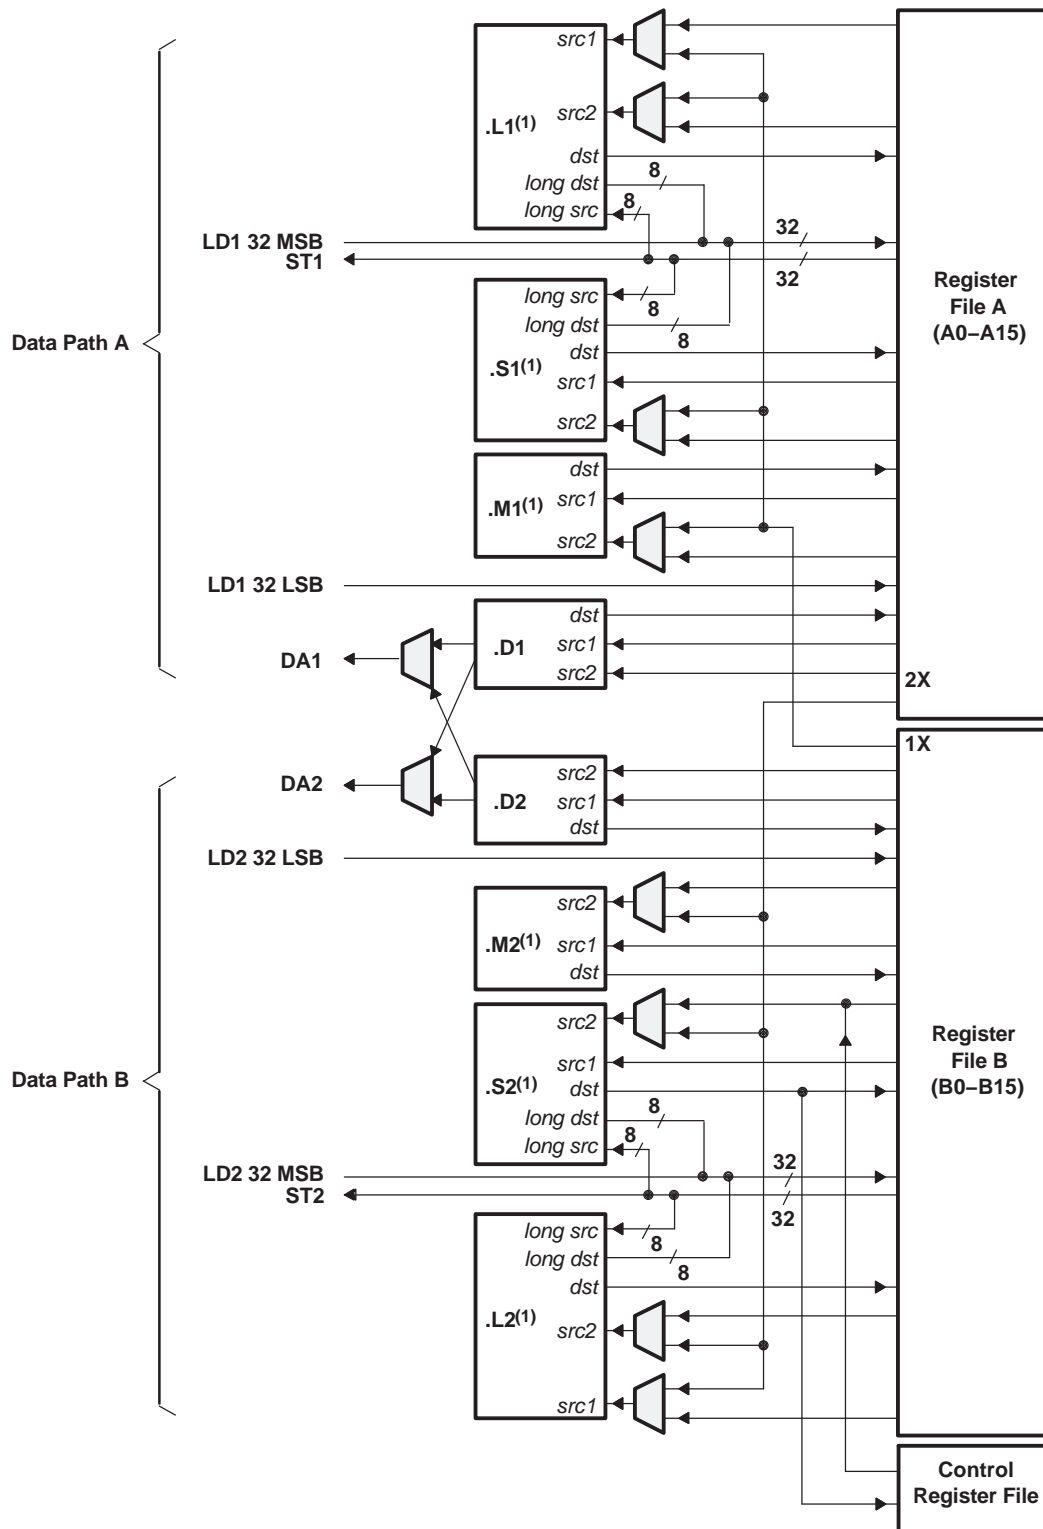 src1
src2
.L1(1)
dst
long dst
8
long src
8
LD1 32 MSB
32
ST1
32
Register
File A
(A0–A15)
long src
8
long dst
8
Data Path A
dst
.S1(1)
src1
src2
dst
.M1(1)
src1
src2
LD1 32 LSB
dst
.D1
src1
DA1
src2
2X
1X
DA2
src2
.D2
src1
dst
LD2 32 LSB
src2
.M2(1)
src1
dst
src2
Register
File B
(B0–B15)
src1
Data Path B
.S2(1)
dst
8
long dst
8
long src
LD2 32 MSB
32
ST2
32
long src
8
long dst
8
dst
.L2(1)
src2
src1
Control
Register File